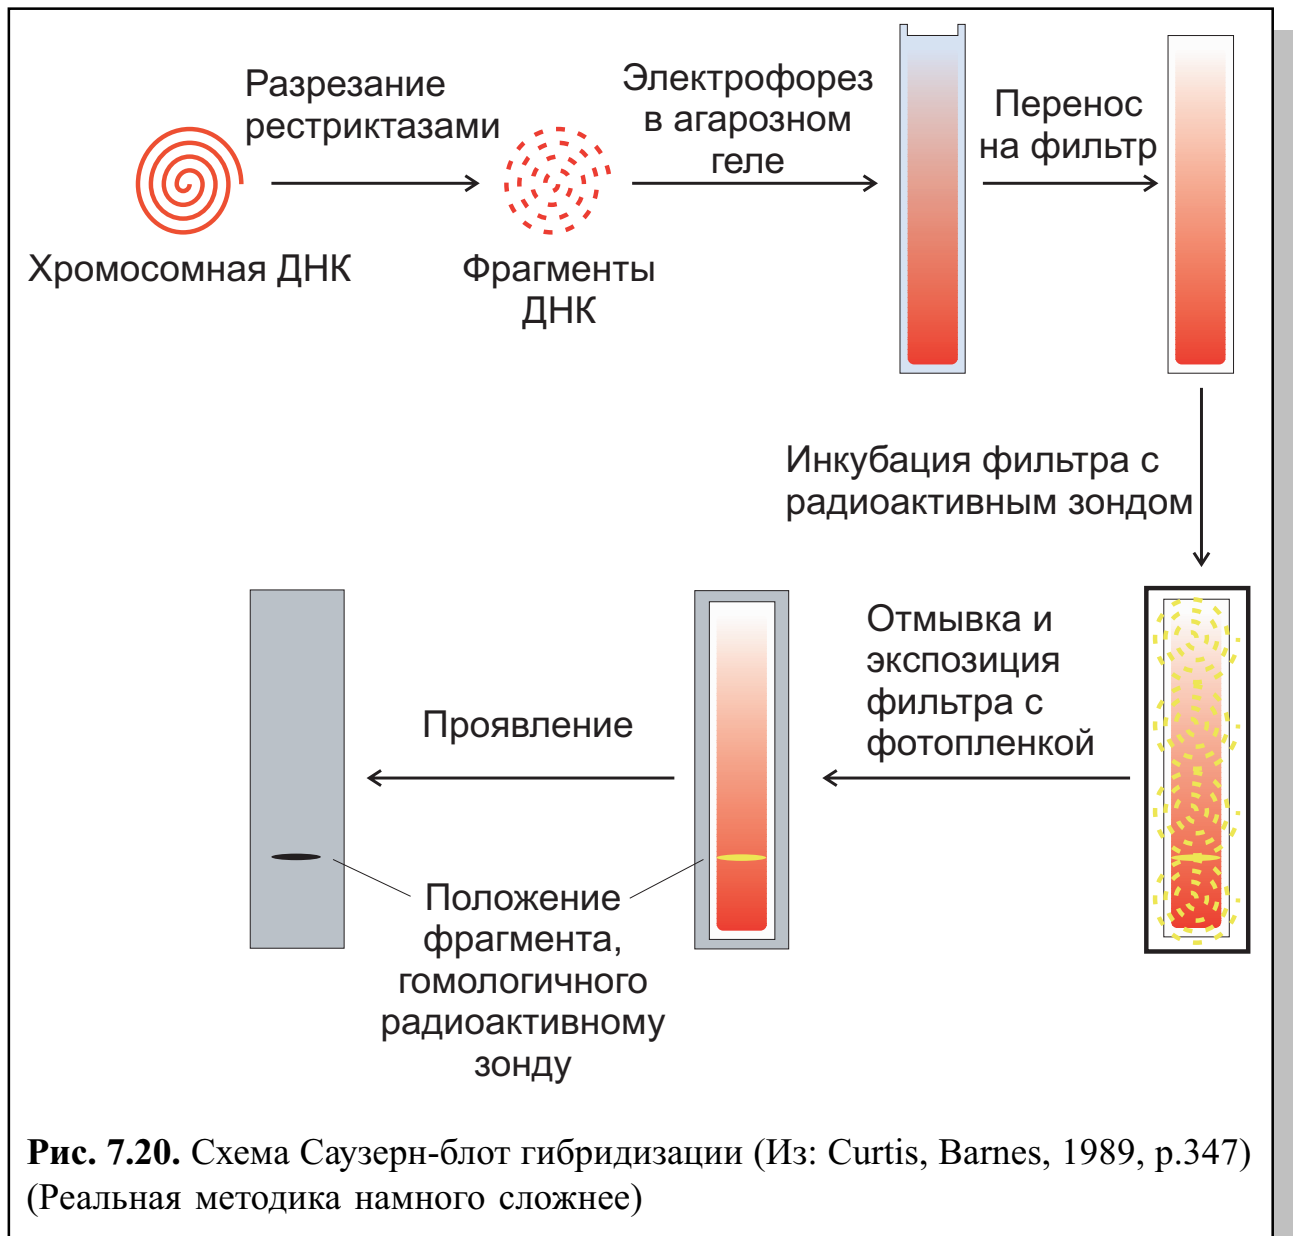 Разрезание
рестриктазами
Электрофорез
в агарозном
геле
Перенос
на фильтр
Хромосомная ДНК
Фрагменты
ДНК
Инкубация фильтра с
радиоактивным зондом
Отмывка и
экспозиция
фильтра с
фотопленкой
Проявление
Положение
фрагмента,
гомологичного
радиоактивному
зонду
Рис. 7.20. Схема Саузерн-блот гибридизации (Из: Curtis, Barnes, 1989, p.347)
(Реальная методика намного сложнее)